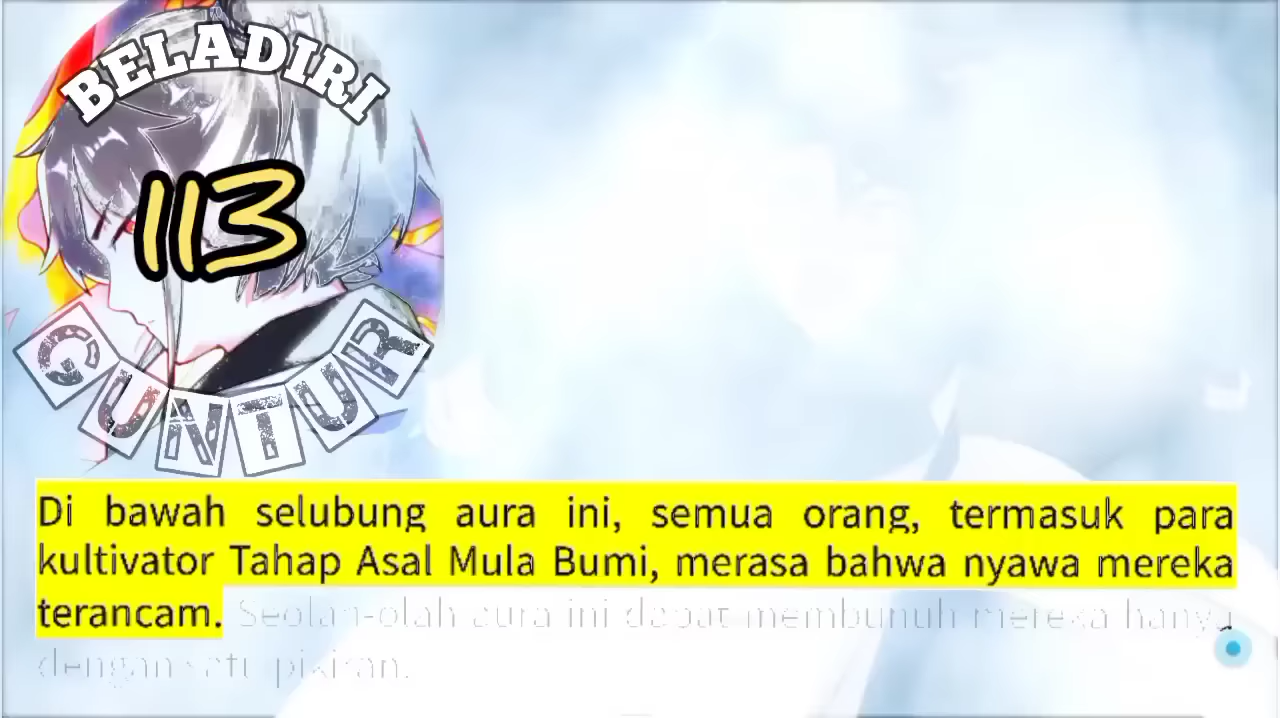 BELADIRI
113
GUNTUR
Di bawah selubung aura ini, semua orang, termasuk para
kultivator Tahap Asal Mula Bumi, merasa bahwa nyawa mereka
terancam. Seolah-olah aura ini dapat membunuh mereka hanya
dengan satu pikiran.